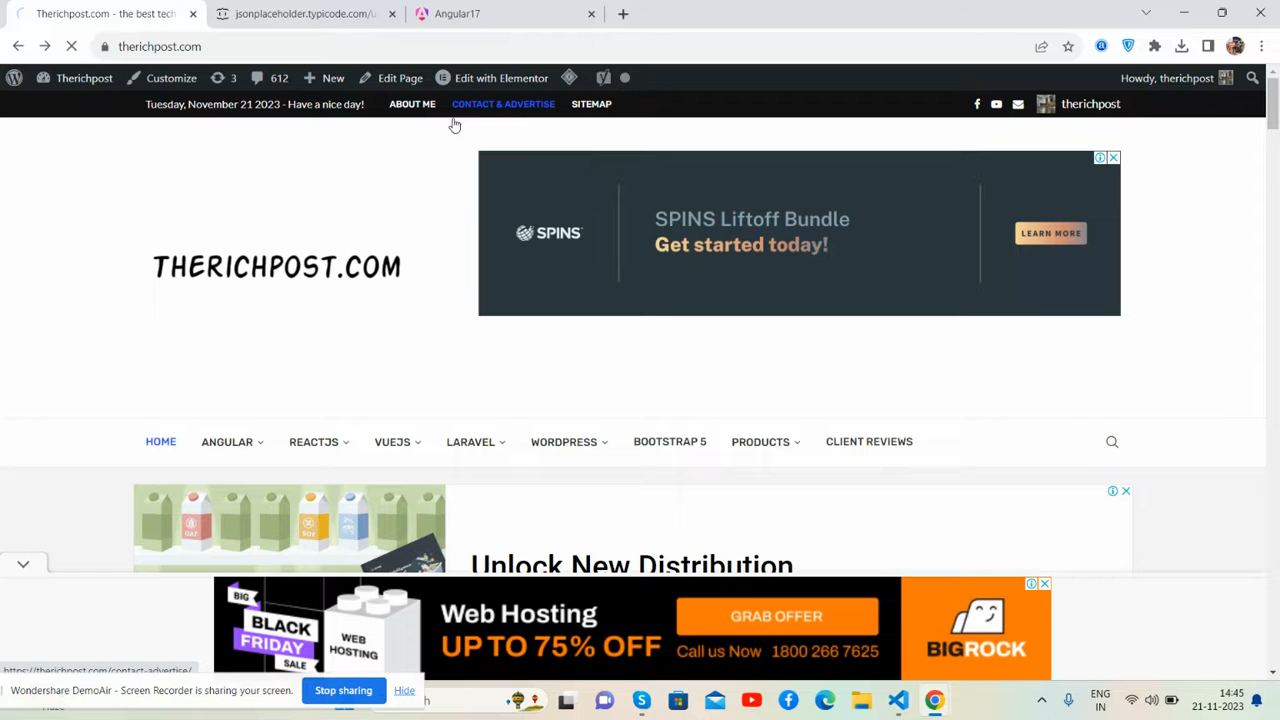 Therichpost.com - the best tech
jsonplaceholder.typicode.com/u
Angular17
therichpost.com
Therichpost
Customize
3
612
New
Edit Page
Edit with Elementor
Howdy, therichpost
Tuesday, November 21 2023 - Have a nice day!
ABOUT ME
CONTACT & ADVERTISE
SITEMAP
therichpost
SPINS
SPINS Liftoff Bundle
Get started today!
LEARN MORE
THERICHPOST.COM
HOME
ANGULAR
REACTJS
VUEJS
LARAVEL
WORDPRESS
BOOTSTRAP 5
PRODUCTS
CLIENT REVIEWS
OAT
SOY
Unlock New Distribution
BIG
BLACK
FRIDAY
SALE
WEB
HOSTING
Web Hosting
UP TO 75% OFF
GRAB OFFER
Call us Now 1800 266 7625
BIGROCK
https://therichpost.com/contact-advertise/
Wondershare DemoAir - Screen Recorder is sharing your screen.
Stop sharing
Hide
ENG
IN
14:45
21-11-2023